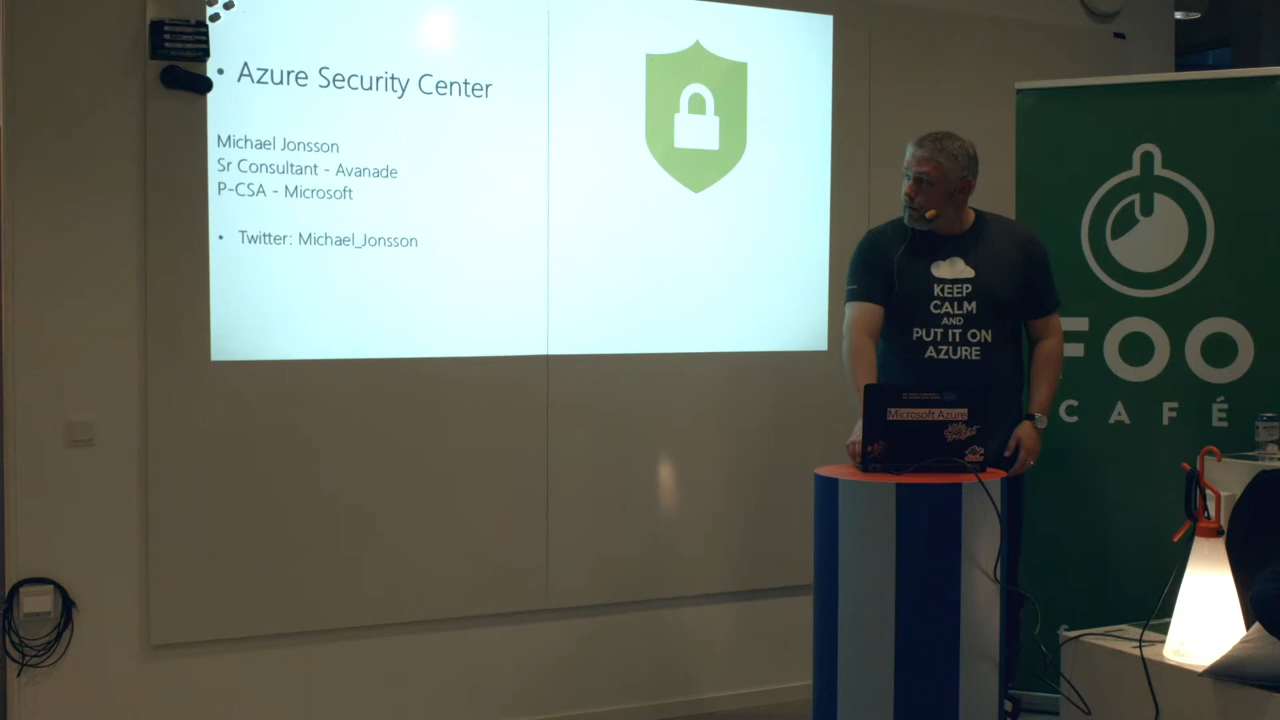 • Azure Security Center
Michael Jonsson
Sr Consultant - Avanade
P-CSA - Microsoft
• Twitter: Michael_Jonsson
KEEP
CALM
AND
PUT IT ON
AZURE
Microsoft Azure
FOO
CAFÉ